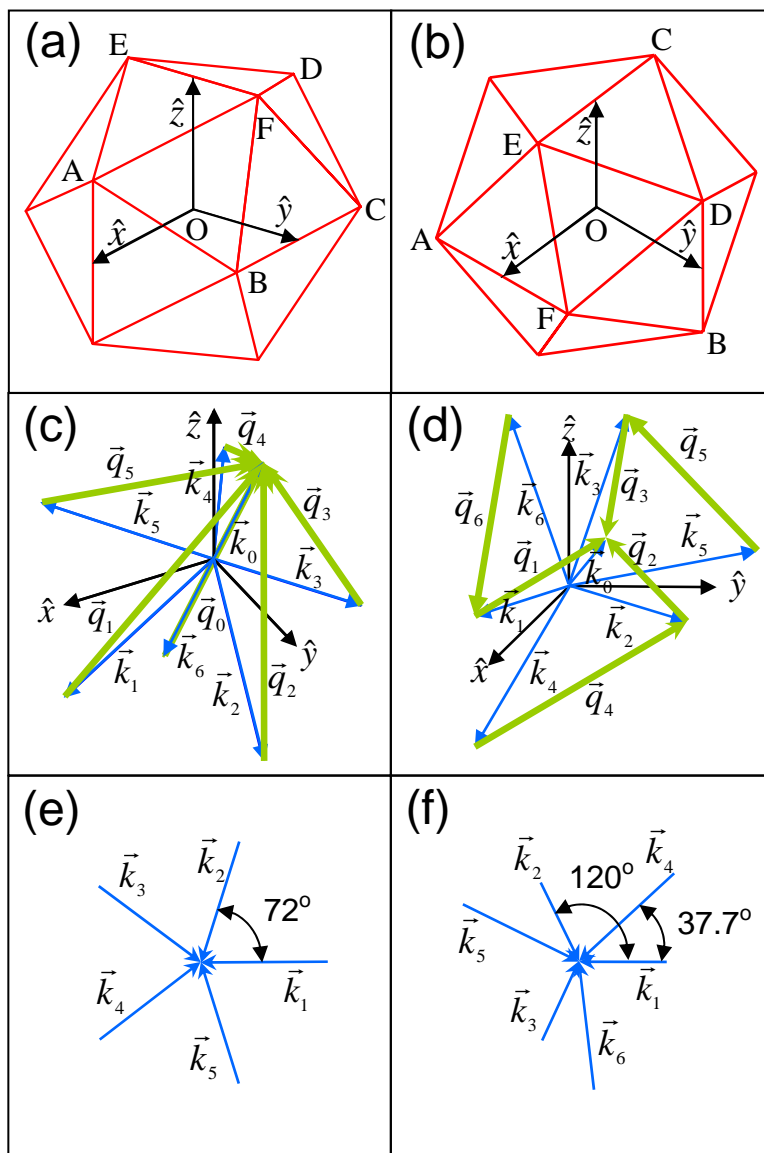 (a)
E
D
ẑ
F
A
x̂
ŷ
O
C
B
(b)
C
ẑ
E
D
A
x̂
O
ŷ
F
B
(c)
ẑ
q⃗₄
q⃗₅
k⃗₄
q⃗₃
k⃗₅
k⃗₀
k⃗₃
x̂
q⃗₁
q⃗₀
ŷ
k⃗₁
k⃗₆
k⃗₂
q⃗₂
(d)
ẑ
q⃗₅
k⃗₃
q⃗₃
q⃗₆
k⃗₆
q⃗₁
q⃗₂
k⃗₅
k⃗₀
k⃗₁
ŷ
k⃗₂
x̂
k⃗₄
q⃗₄
(e)
k⃗₂
k⃗₃
72°
k⃗₄
k⃗₁
k⃗₅
(f)
k⃗₂
k⃗₄
120°
37.7°
k⃗₅
k⃗₁
k⃗₃
k⃗₆